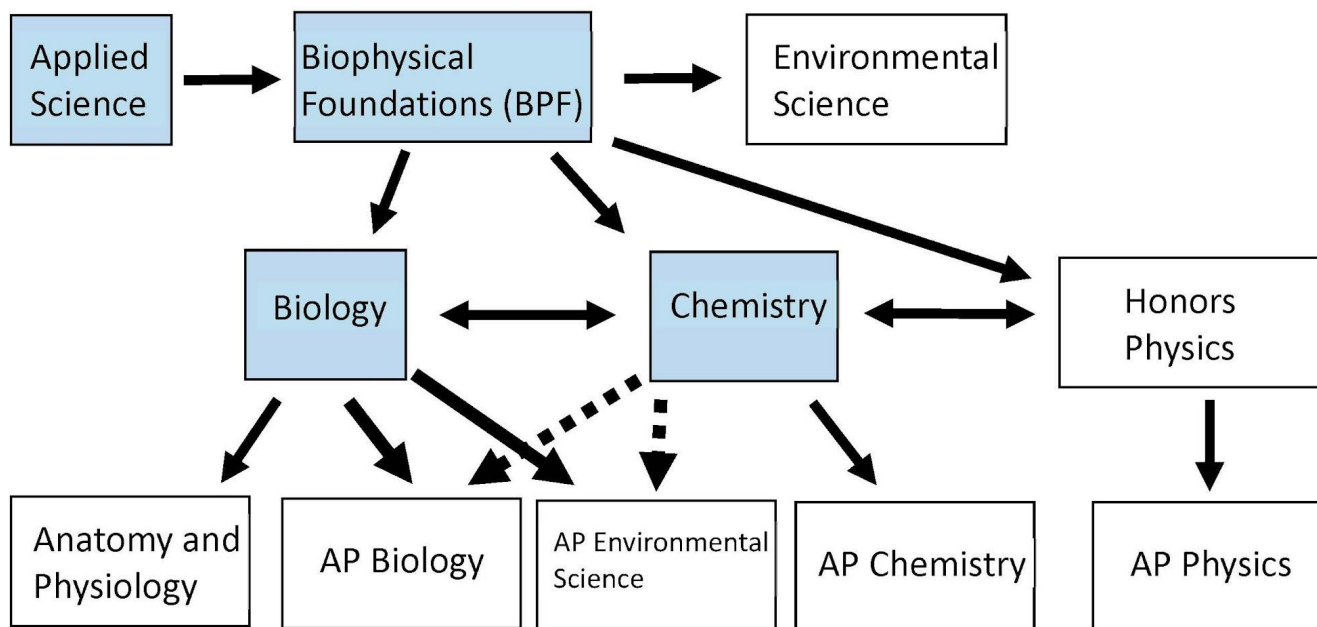 Applied
Science
Biophysical
Foundations (BPF)
Environmental
Science
Biology
Chemistry
Honors
Physics
Anatomy and
Physiology
AP Biology
AP Environmental
Science
AP Chemistry
AP Physics